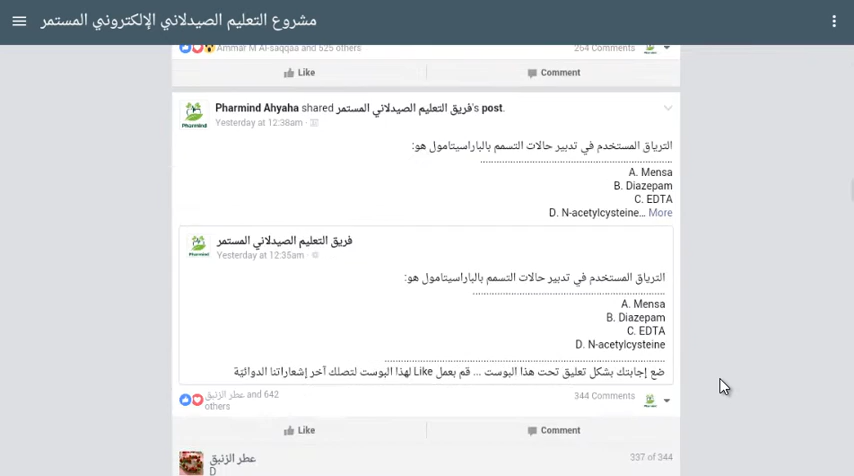 مشروع التعليم الصيدلاني الإلكتروني المستمر
Ammar M Al-saqqaa and 525 others
264 Comments
Like
Comment
Pharmind Ahyaha shared فريق التعليم الصيدلاني المستمر's post.
Yesterday at 12:38am ·
الترياق المستخدم في تدبير حالات التسمم بالباراسيتامول هو:
................................................
A. Mensa
B. Diazepam
C. EDTA
D. N-acetylcysteine... More
فريق التعليم الصيدلاني المستمر
Pharmind
Yesterday at 12:35am ·
الترياق المستخدم في تدبير حالات التسمم بالباراسيتامول هو:
................................................
A. Mensa
B. Diazepam
C. EDTA
D. N-acetylcysteine
......................................................................
ضع إجابتك بشكل تعليق تحت هذا البوست ... قم بعمل Like لهذا البوست لتصلك آخر إشعاراتنا الدوائيّة
عطر الزنبق and 642
others
344 Comments
Like
Comment
عطر الزنبق
337 of 344
D